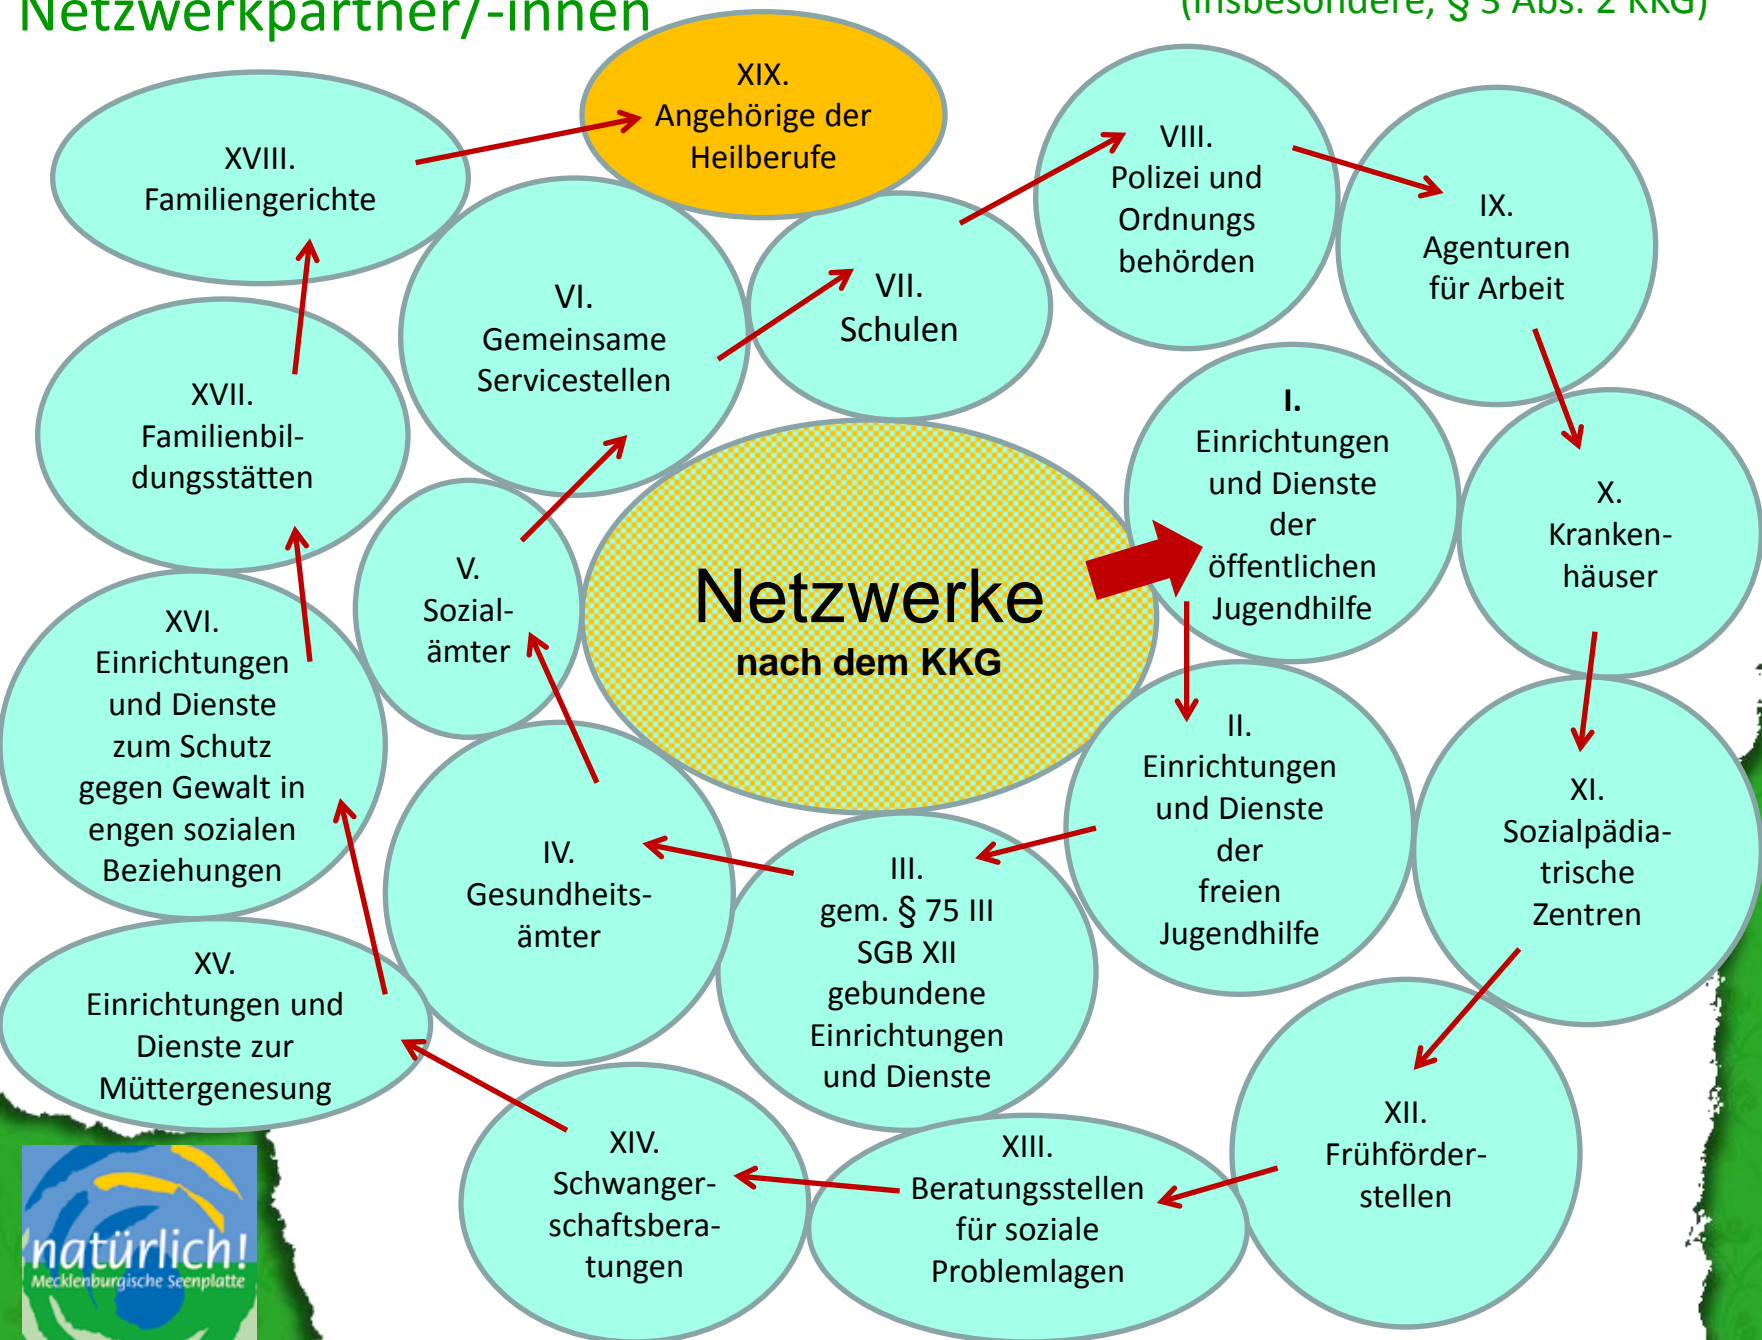 Netzwerkpartner/-innen
(insbesondere, § 3 Abs. 2 KKG)
XIX.
Angehörige der
Heilberufe
XVIII.
Familiengerichte
VIII.
Polizei und
Ordnungs
behörden
IX.
Agenturen
für Arbeit
VI.
Gemeinsame
Servicestellen
VII.
Schulen
XVII.
Familienbil-
dungsstätten
I.
Einrichtungen
und Dienste
der
öffentlichen
Jugendhilfe
X.
Kranken-
häuser
V.
Sozial-
ämter
Netzwerke
nach dem KKG
XVI.
Einrichtungen
und Dienste
zum Schutz
gegen Gewalt in
engen sozialen
Beziehungen
II.
Einrichtungen
und Dienste
der
freien
Jugendhilfe
XI.
Sozialpädia-
trische
Zentren
IV.
Gesundheits-
ämter
III.
gem. § 75 III
SGB XII
gebundene
Einrichtungen
und Dienste
XV.
Einrichtungen und
Dienste zur
Müttergenesung
XII.
Frühförder-
stellen
XIV.
Schwanger-
schaftsbera-
tungen
XIII.
Beratungsstellen
für soziale
Problemlagen
natürlich!
Mecklenburgische Seenplatte